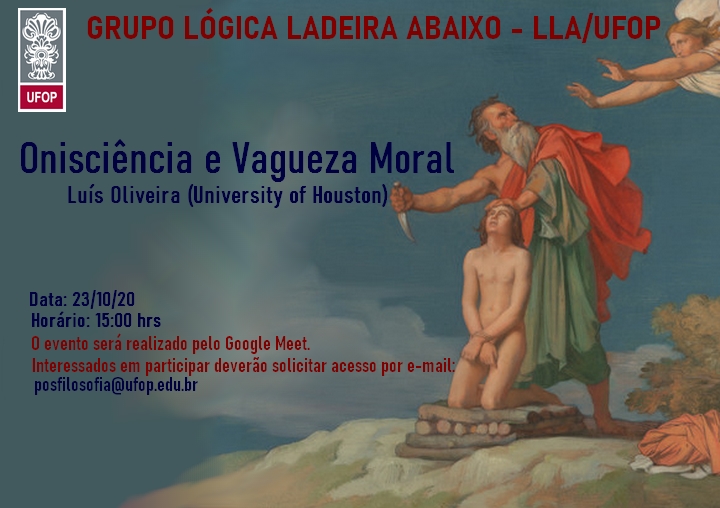 GRUPO LÓGICA LADEIRA ABAIXO - LLA/UFOP
UFOP
Onisciência e Vagueza Moral
Luís Oliveira (University of Houston)
Data: 23/10/20
Horário: 15:00 hrs
O evento será realizado pelo Google Meet.
Interessados em participar deverão solicitar acesso por e-mail:
posfilosofia@ufop.edu.br